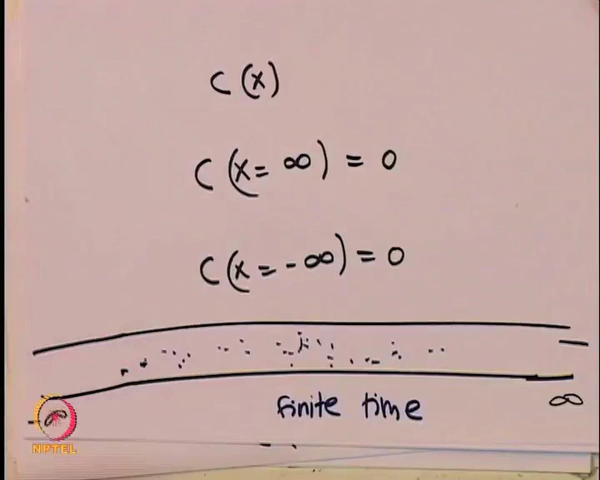 C(x)
C(x = ∞) = 0
C(x = -∞) = 0
finite time
-∞ ∞
NPTEL